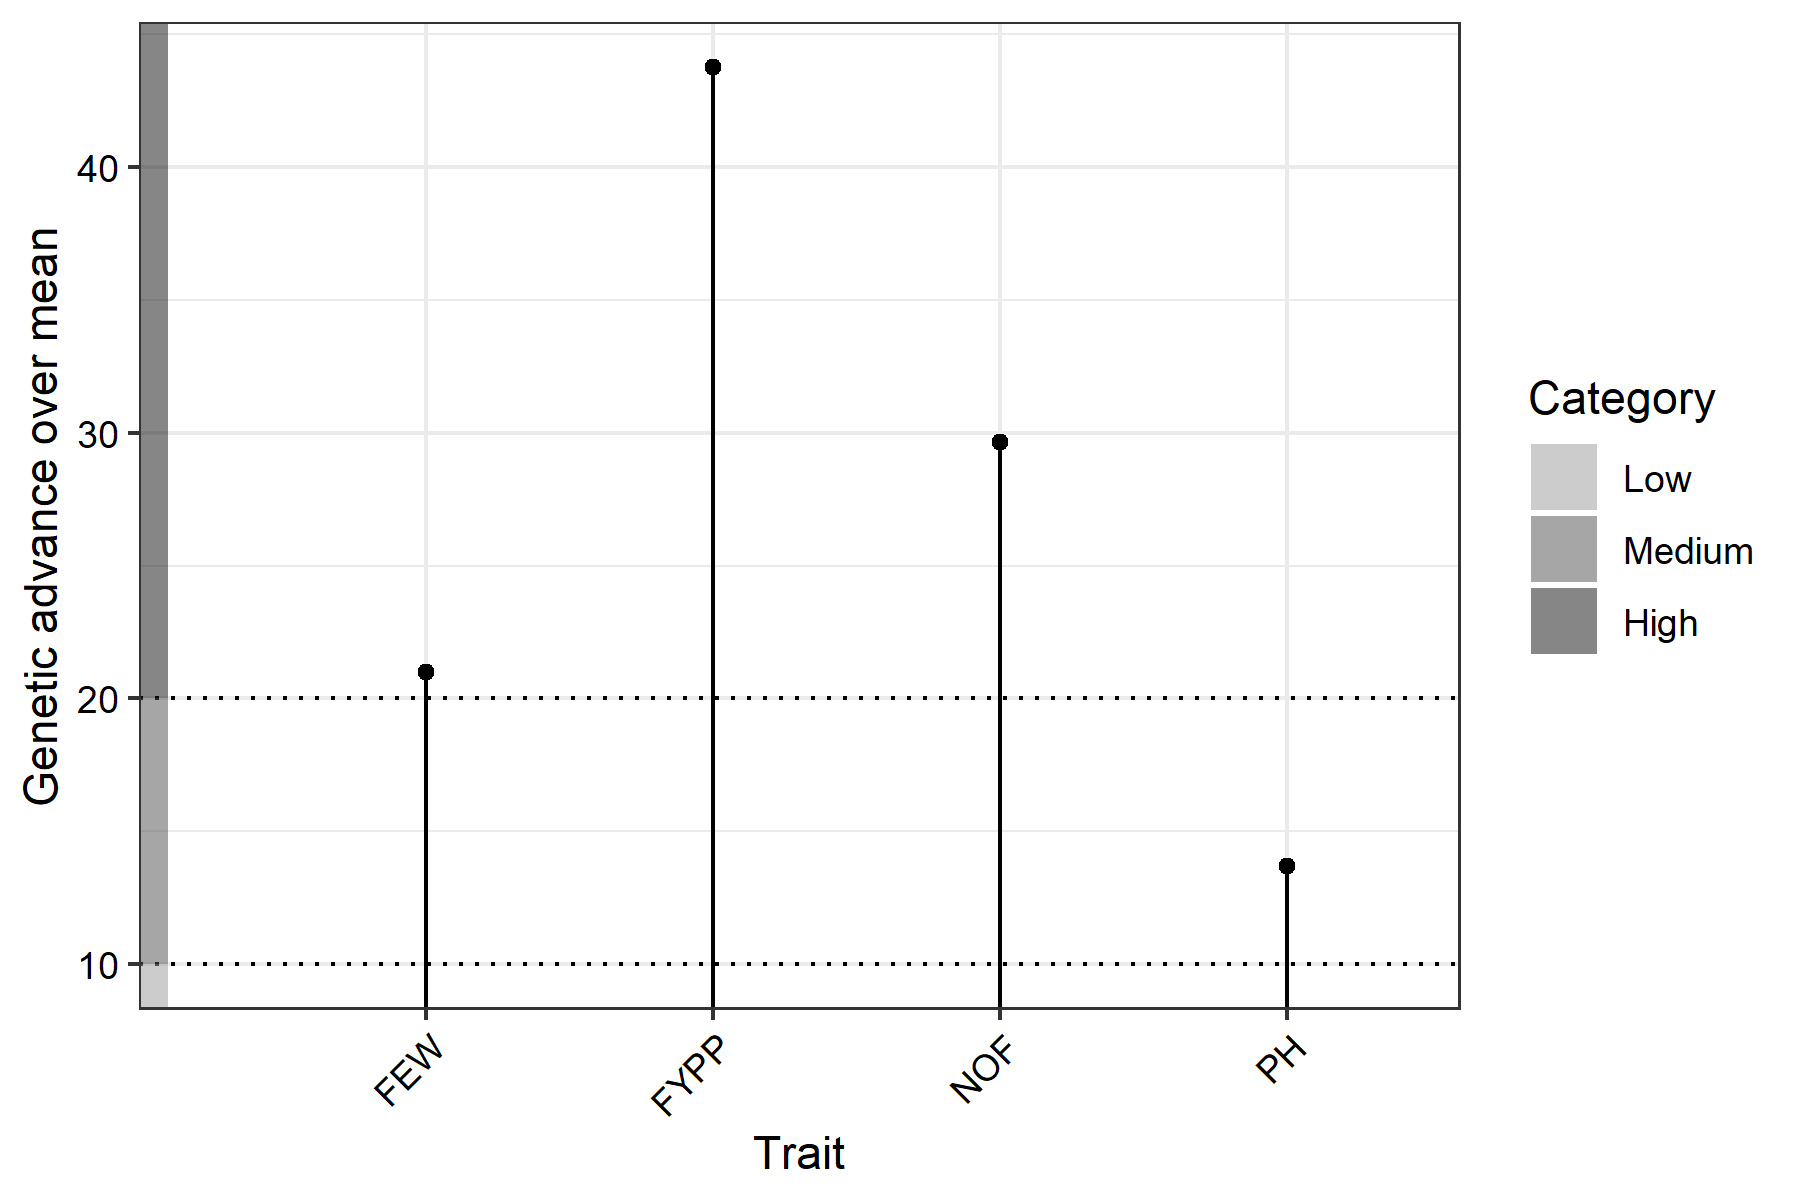 Genetic advance over mean
40
30
20
10
FEW
FYPP
NOF
PH
Trait
Category
Low
Medium
High